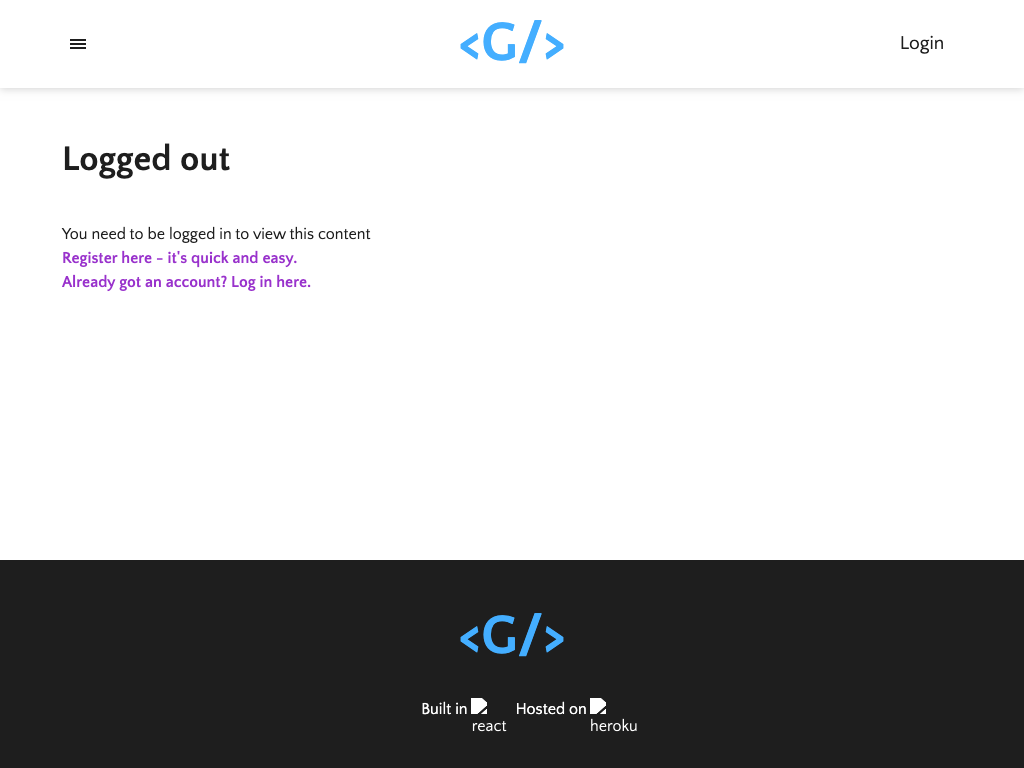 <G/>
Login
Logged out
You need to be logged in to view this content
Register here - it's quick and easy.
Already got an account? Log in here.
<G/>
Built in react Hosted on heroku